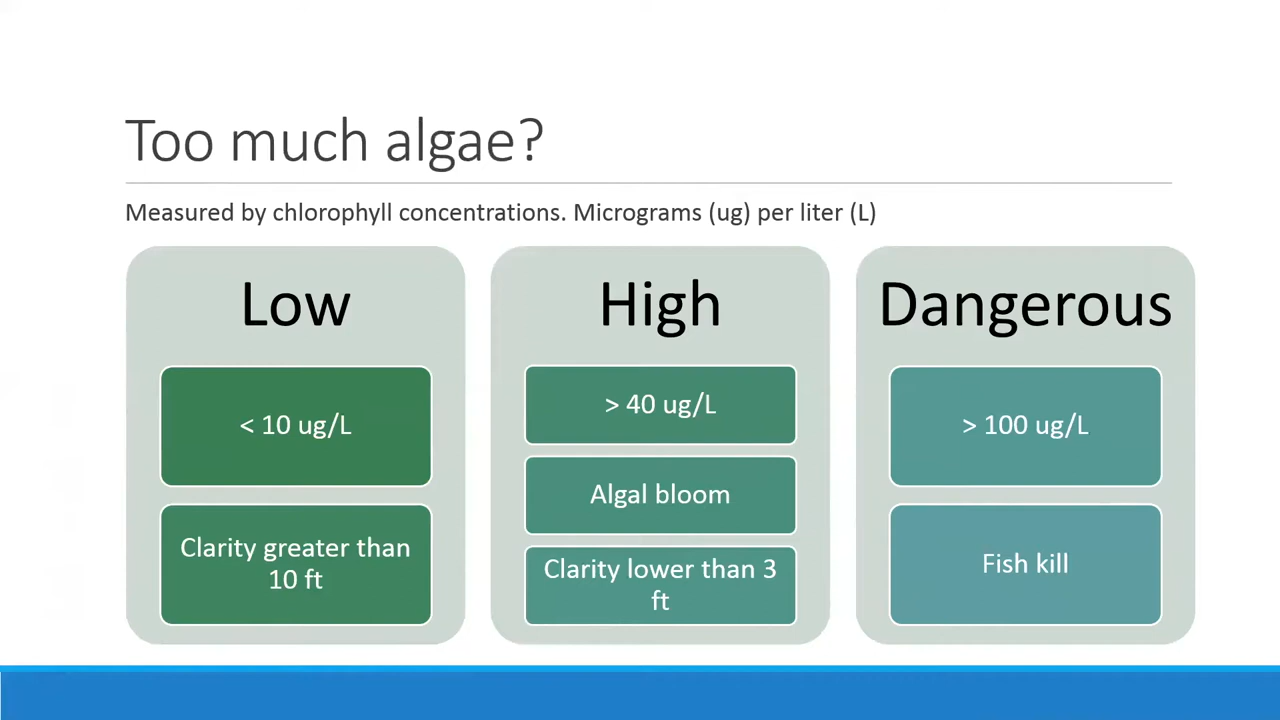 Too much algae?
Measured by chlorophyll concentrations. Micrograms (ug) per liter (L)
Low
< 10 ug/L
Clarity greater than
10 ft
High
> 40 ug/L
Algal bloom
Clarity lower than 3
ft
Dangerous
> 100 ug/L
Fish kill